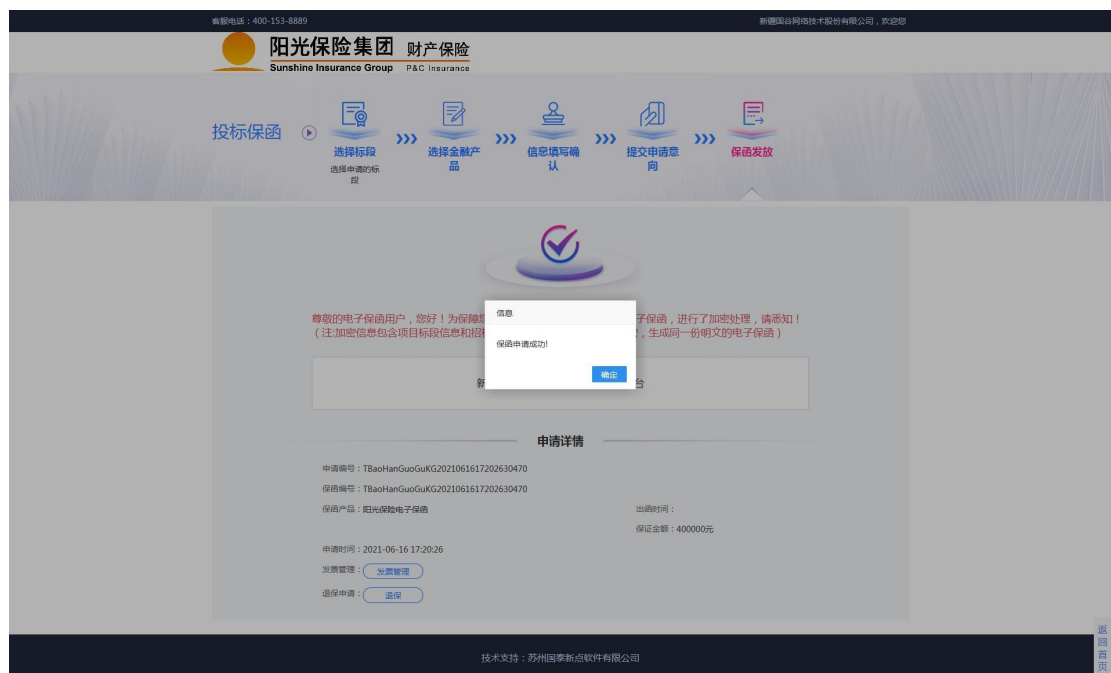 客服电话：400-153-8889
新疆国谷网络技术股份有限公司，欢迎您
阳光保险集团 财产保险
Sunshine Insurance Group P&C Insurance
投标保函
选择标段
选择申请的标
段
选择金融产
品
信息填写确
认
提交申请意
向
保函发放
尊敬的电子保函用户，您好！为保障
子保函，进行了加密处理，请悉知！
（注:加密信息包含项目标段信息和招
，生成同一份明文的电子保函）
信息
保函申请成功!
确定
新
台
申请详情
申请编号：TBaoHanGuoGuKG2021061617202630470
保函编号：TBaoHanGuoGuKG2021061617202630470
保函产品：阳光保险电子保函
出函时间：
保证金额：400000元
申请时间：2021-06-16 17:20:26
发票管理：发票管理
退保申请：退保
技术支持：苏州国泰新点软件有限公司
返
回
首
页